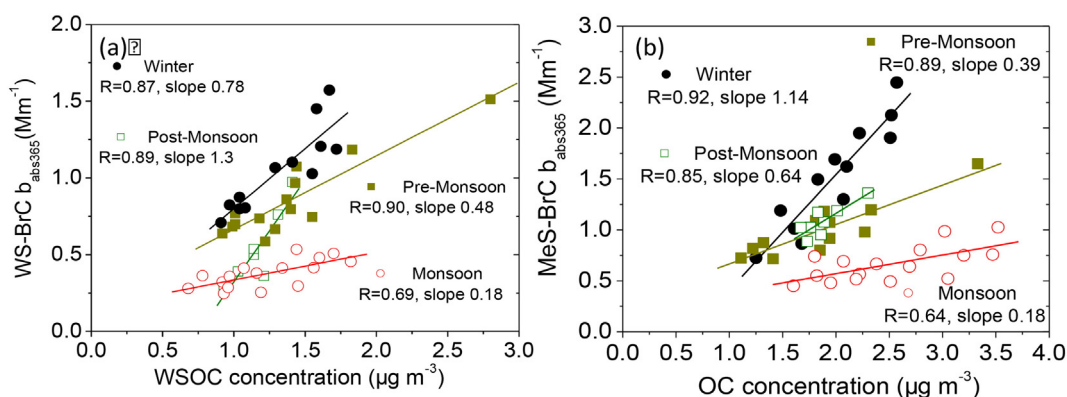 (a)
Winter
R=0.87, slope 0.78
Post-Monsoon
R=0.89, slope 1.3
Pre-Monsoon
R=0.90, slope 0.48
Monsoon
R=0.69, slope 0.18
WS-BrC b_abs365 (Mm⁻¹)
2.0
1.5
1.0
0.5
0.0
0.0 0.5 1.0 1.5 2.0 2.5 3.0
WSOC concentration (µg m⁻³)
(b)
Pre-Monsoon
R=0.89, slope 0.39
Winter
R=0.92, slope 1.14
Post-Monsoon
R=0.85, slope 0.64
Monsoon
R=0.64, slope 0.18
MeS-BrC b_abs365 (Mm⁻¹)
3.0
2.5
2.0
1.5
1.0
0.5
0.0
0.0 0.5 1.0 1.5 2.0 2.5 3.0 3.5 4.0
OC concentration (µg m⁻³)